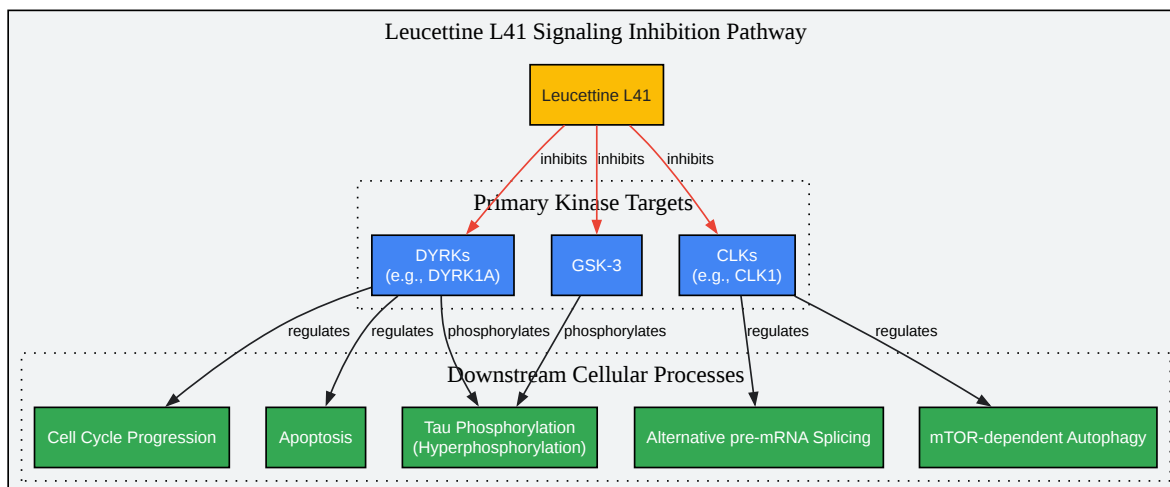 Leucettine L41 Signaling Inhibition Pathway
Leucettine L41
inhibits
inhibits
inhibits
Primary Kinase Targets
DYRKs
(e.g., DYRK1A)
GSK-3
CLKs
(e.g., CLK1)
regulates
regulates
phosphorylates
phosphorylates
regulates
regulates
Downstream Cellular Processes
Cell Cycle Progression
Apoptosis
Tau Phosphorylation
(Hyperphosphorylation)
Alternative pre-mRNA Splicing
mTOR-dependent Autophagy